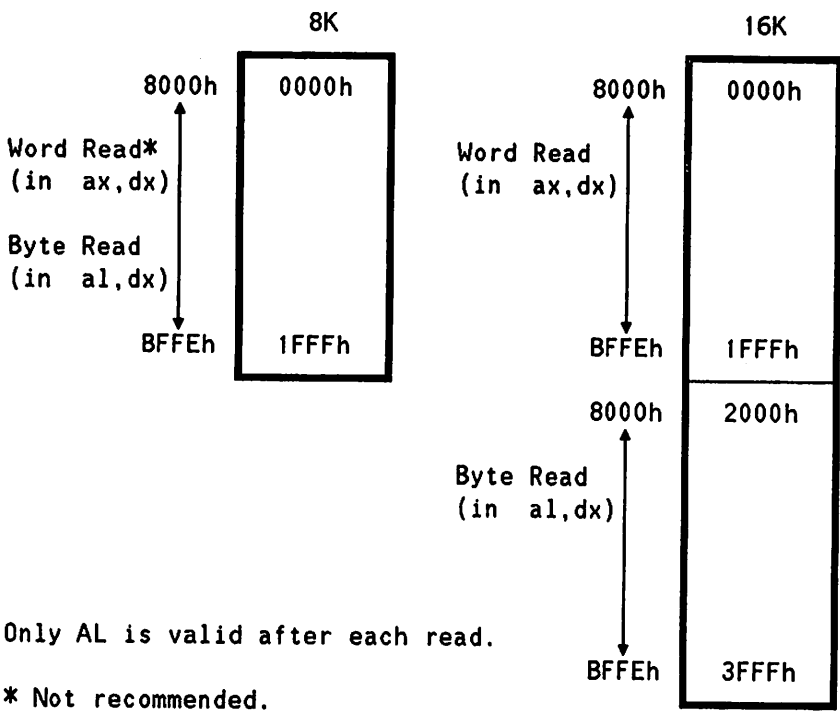 8K
8000h 0000h
Word Read*
(in ax,dx)
Byte Read
(in al,dx)
BFFEh 1FFFh
16K
8000h 0000h
Word Read
(in ax,dx)
BFFEh 1FFFh
8000h 2000h
Byte Read
(in al,dx)
BFFEh 3FFFh
Only AL is valid after each read.
* Not recommended.